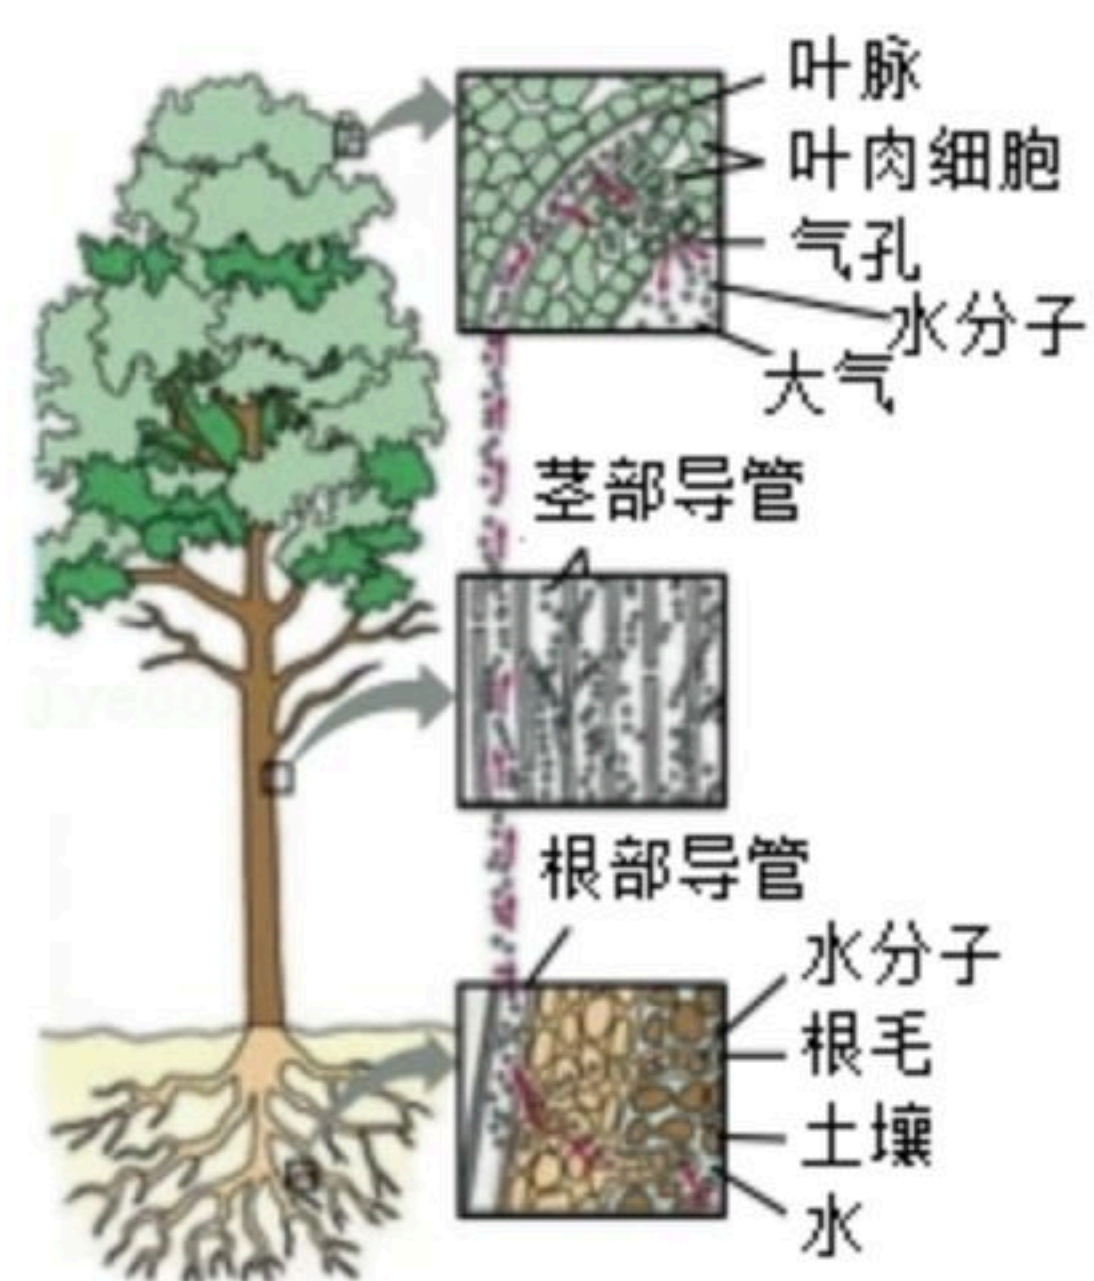 叶脉
叶肉细胞
气孔
水分子
大气
茎部导管
根部导管
水分子
根毛
土壤
水